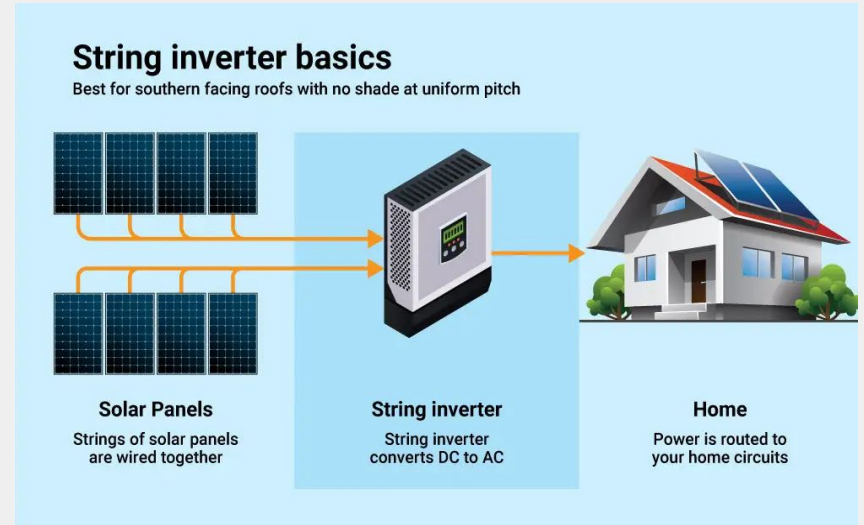 String inverter basics
Best for southern facing roofs with no shade at uniform pitch
Solar Panels
Strings of solar panels
are wired together
String inverter
String inverter
converts DC to AC
Home
Power is routed to
your home circuits